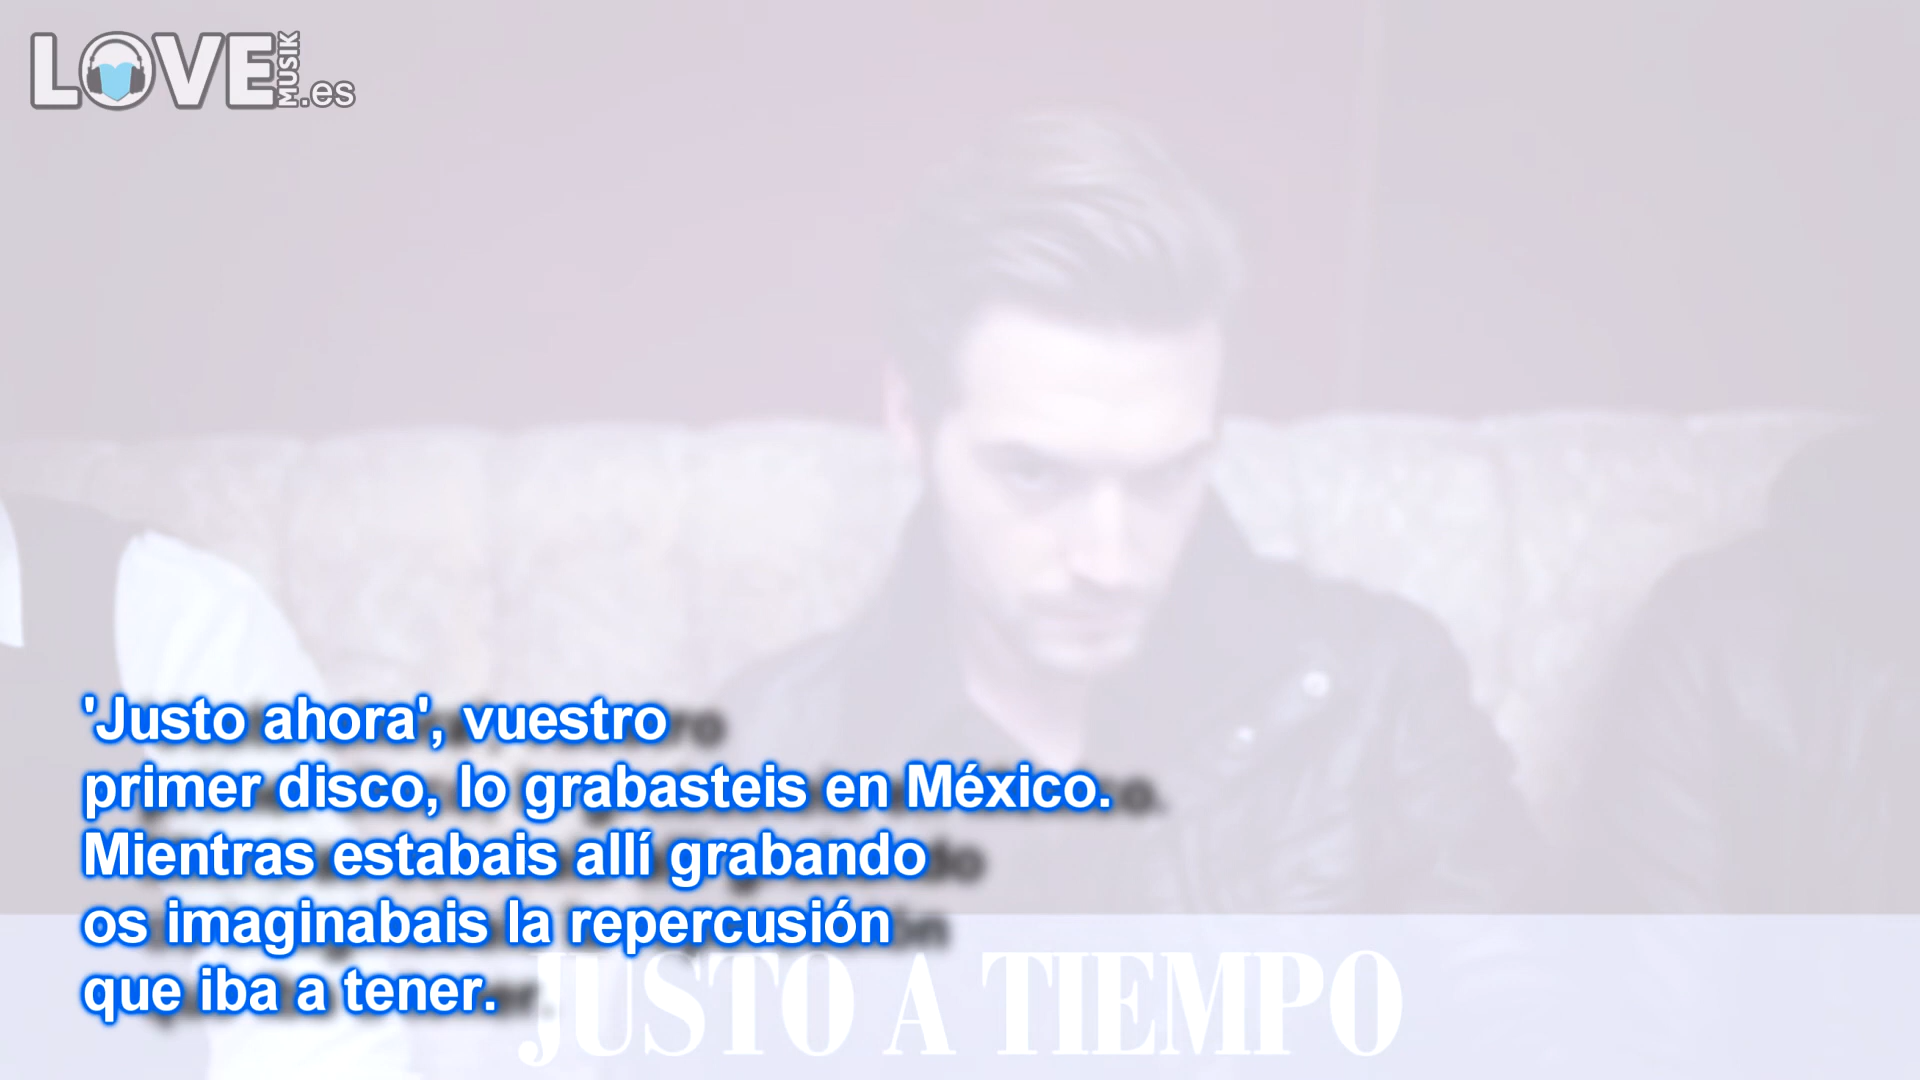 LOVE MUSIK .es
'Justo ahora', vuestro
primer disco, lo grabasteis en México.
Mientras estabais allí grabando
os imaginabais la repercusión
que iba a tener.
JUSTO A TIEMPO